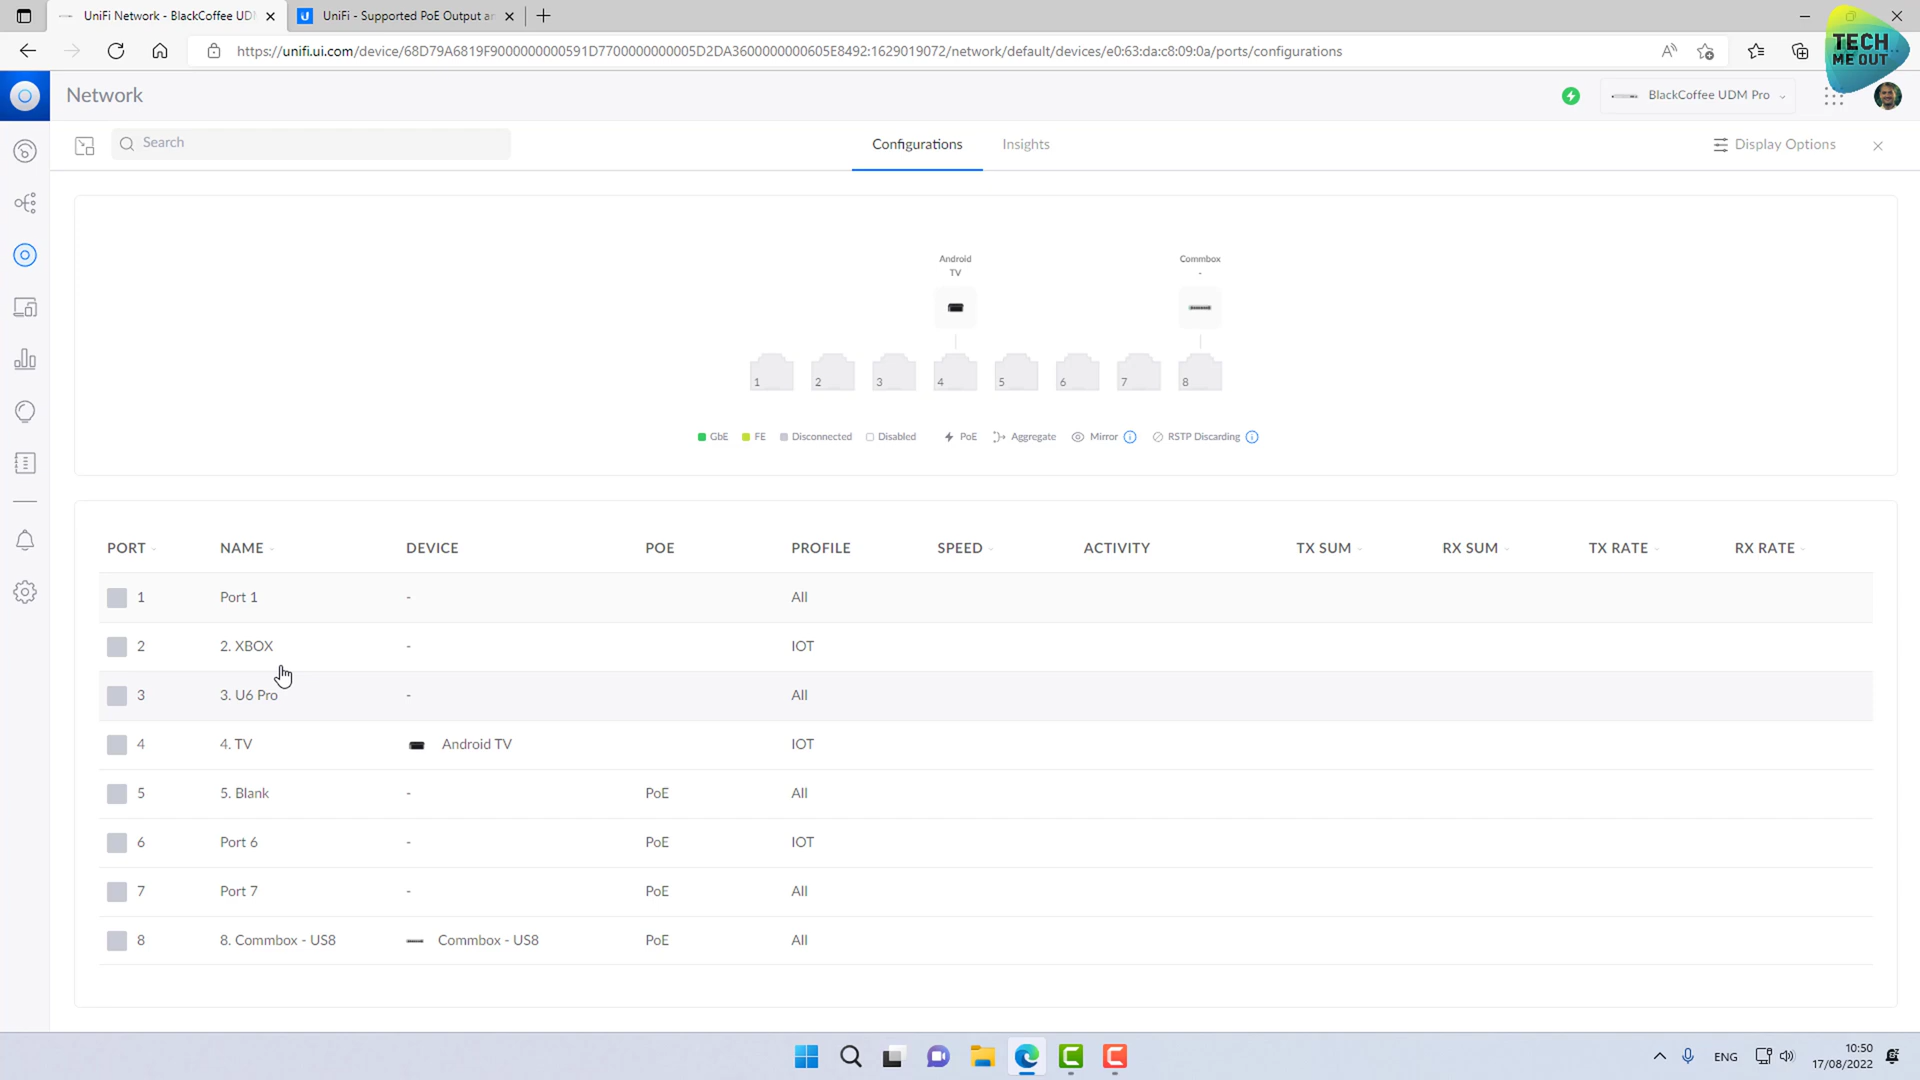 UniFi Network - BlackCoffee UDM
UniFi - Supported PoE Output an
https://unifi.ui.com/device/68D79A6819F9000000000591D7700000000005D2DA3600000000605E8492:1629019072/network/default/devices/e0:63:da:c8:09:0a/ports/configurations
TECH
ME OUT
Network
BlackCoffee UDM Pro
Search
Configurations
Insights
Display Options
Android
TV
Commbox
-
1 2 3 4 5 6 7 8
GbE FE Disconnected Disabled PoE Aggregate Mirror RSTP Discarding
PORT NAME DEVICE POE PROFILE SPEED ACTIVITY TX SUM RX SUM TX RATE RX RATE
1 Port 1 - All
2 2. XBOX - IOT
3 3. U6 Pro - All
4 4. TV Android TV IOT
5 5. Blank - PoE All
6 Port 6 - PoE IOT
7 Port 7 - PoE All
8 8. Commbox - US8 Commbox - US8 PoE All
ENG
10:50
17/08/2022